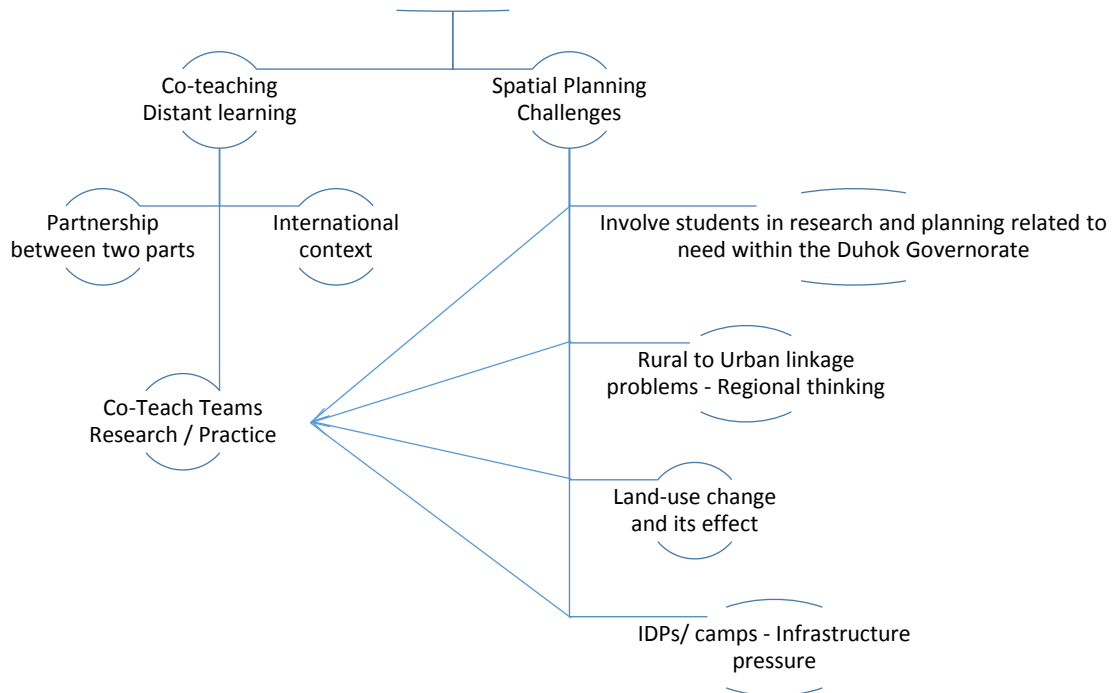 Co-teaching
Distant learning
Spatial Planning
Challenges
Partnership
between two parts
International
context
Involve students in research and planning related to
need within the Duhok Governorate
Rural to Urban linkage
problems - Regional thinking
Co-Teach Teams
Research / Practice
Land-use change
and its effect
IDPs/ camps - Infrastructure
pressure